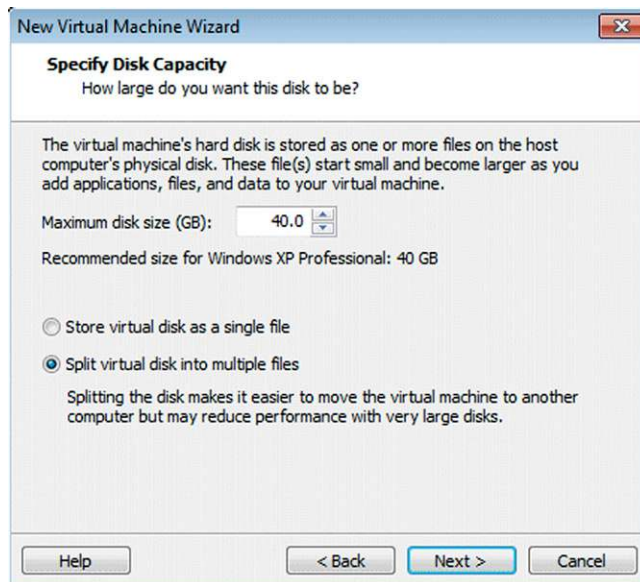 New Virtual Machine Wizard
Specify Disk Capacity
How large do you want this disk to be?
The virtual machine's hard disk is stored as one or more files on the host
computer's physical disk. These file(s) start small and become larger as you
add applications, files, and data to your virtual machine.
Maximum disk size (GB): 40.0
Recommended size for Windows XP Professional: 40 GB
Store virtual disk as a single file
Split virtual disk into multiple files
Splitting the disk makes it easier to move the virtual machine to another
computer but may reduce performance with very large disks.
Help < Back Next > Cancel